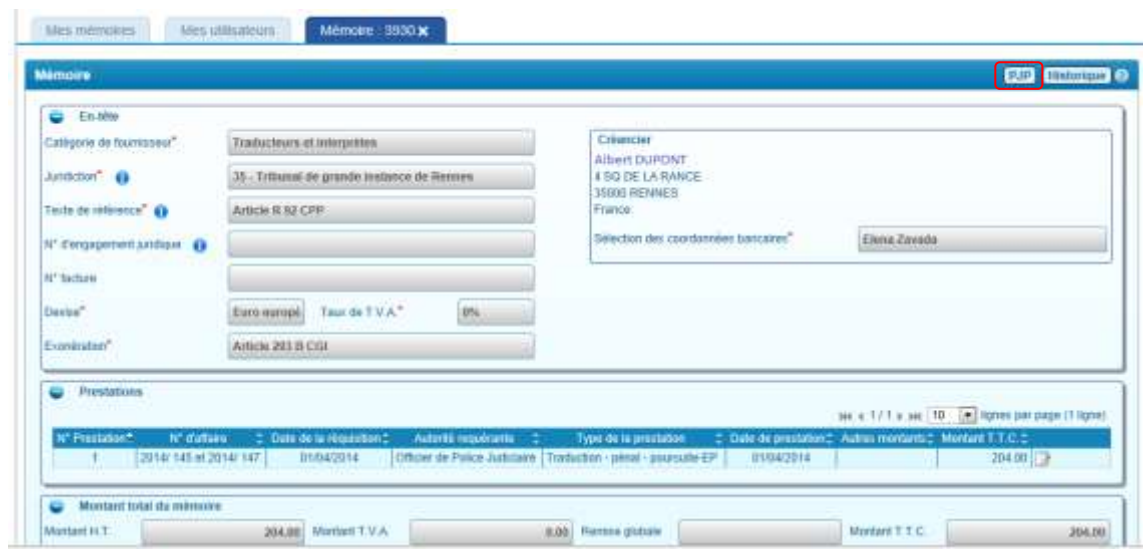 Mes mémoires Mes utilisateurs Mémoire : 3930 x
Mémoire PJP Historique
En-tête
Catégorie de fournisseur* Traducteurs et interprètes
Créancier
Albert DUPONT
Juridiction* 35 - Tribunal de grande instance de Rennes
4 SQ DE LA RANCE
35000 RENNES
Texte de référence* Article R 92 CPP
France
N° d'engagement juridique
Sélection des coordonnées bancaires* Elena Zavada
N° facture
Devise* Euro europé Taux de T.V.A.* 0%
Exonération* Article 293 B CGI
Prestations
1 / 1 10 lignes par page (1 ligne)
N° Prestation N° d'affaire Date de la réquisition Autorité requérante Type de la prestation Date de prestation Autres montants Montant T.T.C.
1 2014/ 145 et 2014/ 147 01/04/2014 Officier de Police Judiciaire Traduction - pénal - poursuite-EP 01/04/2014 204.00
Montant total du mémoire
Montant H.T. 204.00 Montant T.V.A. 0.00 Remise globale Montant T.T.C. 204.00